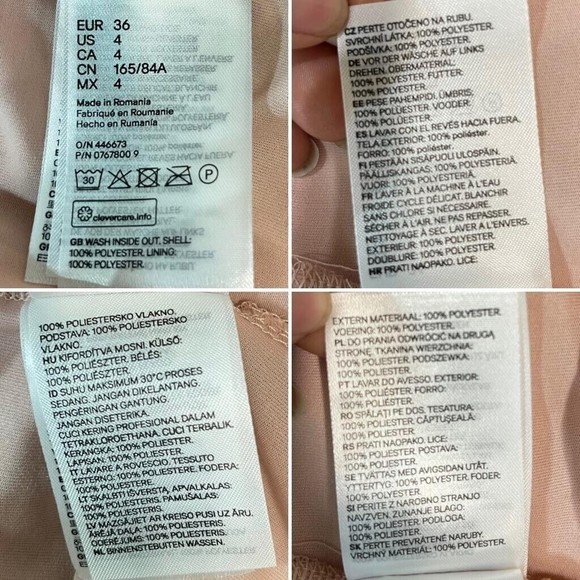 EUR 36
US 4
CA 4
CN 165/84A
MX 4
Made in Romania
Fabriqué en Roumanie
Hecho en Rumanía
O/N 446673
P/N 0767800 9
30
P
clevercare.info
GB WASH INSIDE OUT. SHELL:
100% POLYESTER. LINING:
100% POLYESTER.
CZ PERTE OTOČENO NA RUBU.
SVRCHNÍ LÁTKA: 100% POLYESTER.
PODŠÍVKA: 100% POLYESTER.
DE VOR DER WÄSCHE AUF LINKS
DREHEN. OBERMATERIAL:
100% POLYESTER. FUTTER:
100% POLYESTER.
EE PESE PAHEMPIDI. ÜMBRIS:
100% POLÜESTER. VOODER:
100% POLÜESTER.
ES LAVAR CON EL REVÉS HACIA FUERA.
TELA EXTERIOR: 100% poliéster.
FORRO: 100% poliéster.
FI PESTÄÄN SISÄPUOLI ULOSPÄIN.
PÄÄLLISKANGAS: 100% POLYESTERIÄ.
VUORI: 100% POLYESTERIÄ.
FR LAVER À LA MACHINE À L'EAU
FROIDE CYCLE DÉLICAT. BLANCHIR
SANS CHLORE SI NÉCESSAIRE.
SÉCHER À L'AIR. NE PAS REPASSER.
NETTOYAGE À SEC. LAVER A L'ENVERS.
EXTERIEUR: 100% POLYESTER.
DOUBLURE: 100% POLYESTER.
HR PRATI NAOPAKO. LICE:
100% POLIESTERSKO VLAKNO.
PODSTAVA: 100% POLIESTERSKO
VLAKNO.
HU KIFORDÍTVA MOSNI. KÜLSŐ:
100% POLIÉSZTER. BÉLÉS:
100% POLIÉSZTER.
ID SUHU MAKSIMUM 30°C PROSES
SEDANG. JANGAN DIKELANTANG.
PENGERINGAN GANTUNG.
JANGAN DISETERIKA.
CUCI KERING PROFESIONAL DALAM
TETRAKLOROETHANA. CUCI TERBALIK.
KERANGKA: 100% POLIESTER.
LAPISAN: 100% POLIESTER.
IT LAVARE A ROVESCIO. TESSUTO
ESTERNO: 100% POLIESTERE. FODERA:
100% POLIESTERE.
LT SKALBTI IŠVERSTĄ. APVALKALAS:
100% POLIESTERIS. PAMUŠALAS:
100% POLIESTERIS.
LV MAZGĀJIET AR KREISO PUSI UZ ĀRU.
ĀRĒJĀ DAĻA: 100% POLIESTERIS.
ODERĒJUMS: 100% POLIESTERIS.
NL BINNENSTEBUITEN WASSEN.
EXTERN MATERIAAL: 100% POLYESTER.
VOERING: 100% POLYESTER.
PL DO PRANIA ODWRÓCIĆ NA DRUGĄ
STRONĘ. TKANINA WIERZCHNIA:
100% POLYESTER. PODSZEWKA:
100% POLYESTER.
PT LAVAR DO AVESSO. EXTERIOR:
100% POLIÉSTER. FORRO:
100% POLIÉSTER.
RO SPĂLAŢI PE DOS. ŢESATURA:
100% POLIESTER. CĂPTUŞEALĂ:
100% POLIESTER.
RS PRATI NAOPAKO. LICE:
100% POLIESTER. POSTAVA:
100% POLIESTER.
SE TVÄTTAS MED AVIGSIDAN UTÅT.
YTTERTYG: 100% POLYESTER.
FODER: 100% POLYESTER.
SI PERITE Z NAROBNO STRANJO
NAVZVEN. ZUNANJE BLAGO:
100% POLIESTER. PODLOGA:
100% POLIESTER.
SK PERTE PREVRÁTENÉ NARUBY.
VRCHNÝ MATERIÁL: 100% POLYESTER.